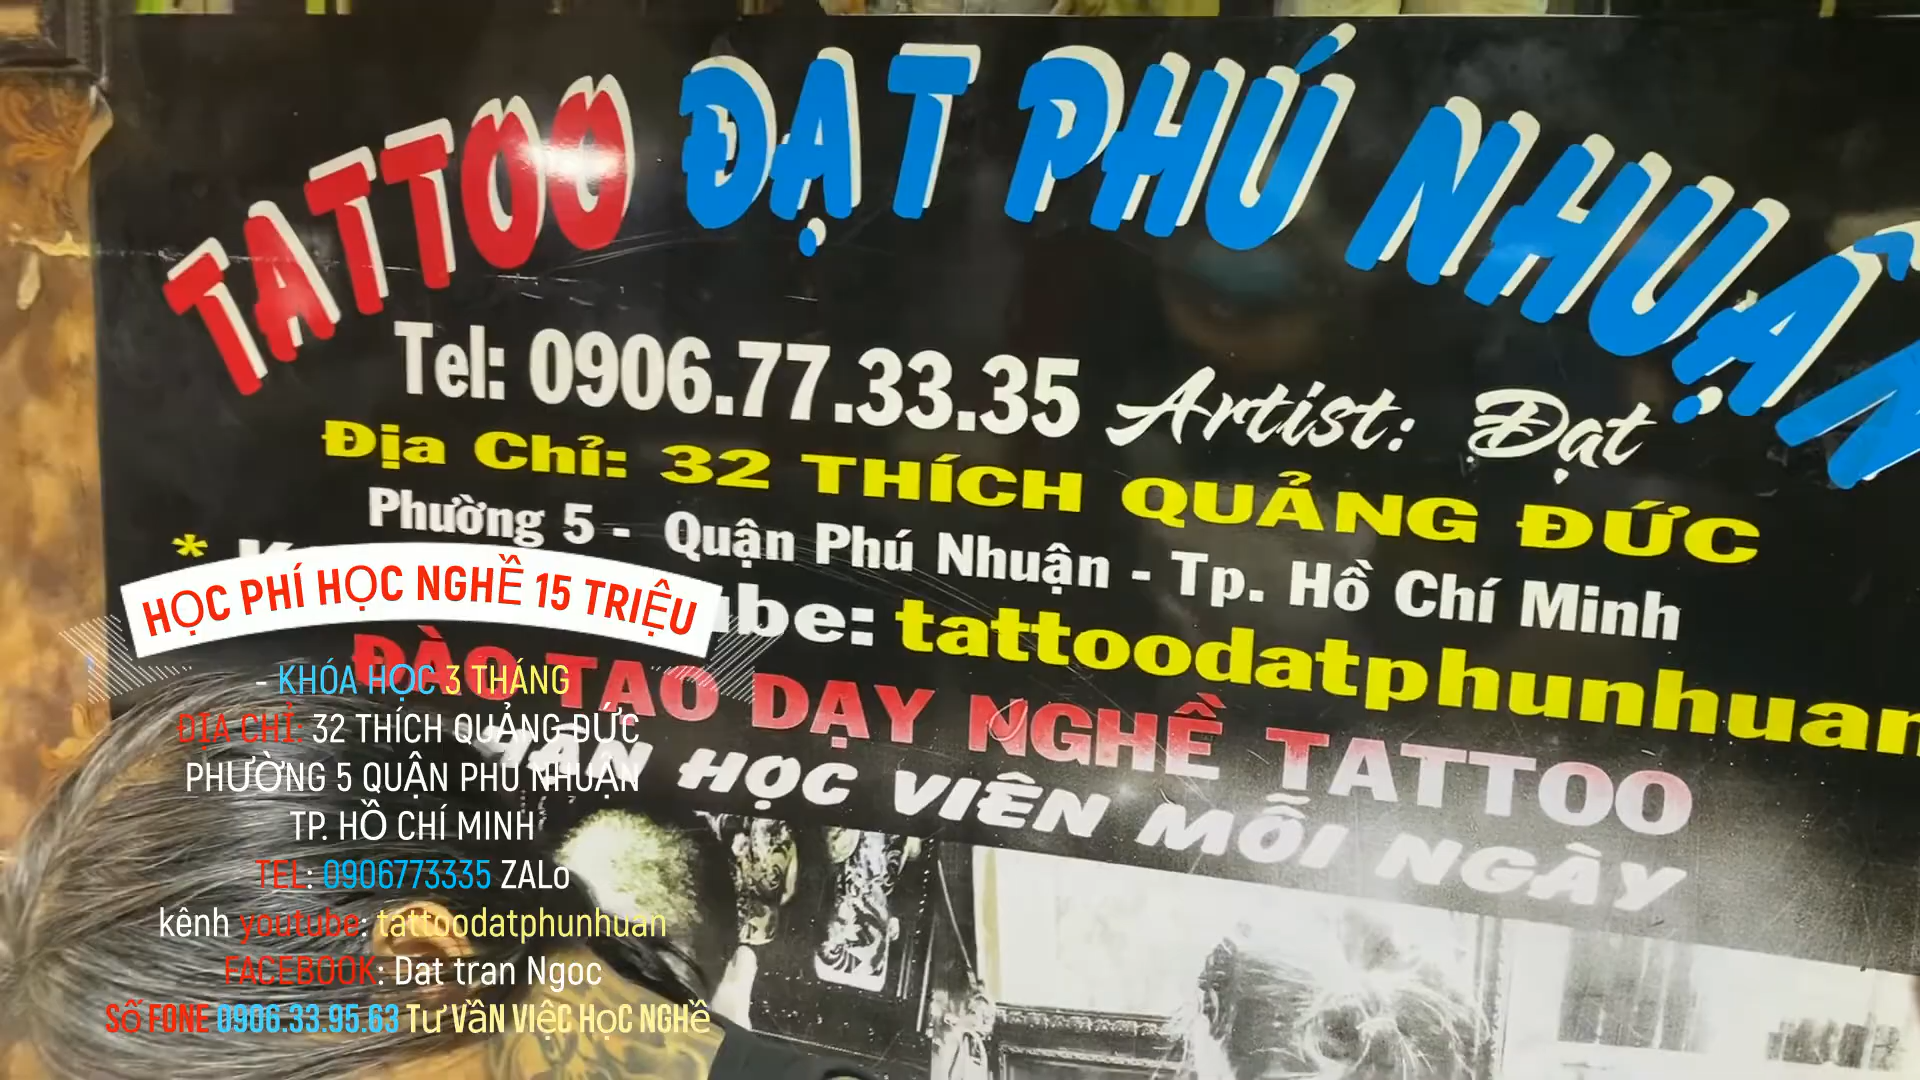 TATTOO ĐẠT PHÚ NHUẬN
Tel: 0906.77.33.35 Artist: Đạt
Địa Chỉ: 32 THÍCH QUẢNG ĐỨC
Phường 5 - Quận Phú Nhuận - Tp. Hồ Chí Minh
* be: tattoodatphunhuan
ĐÀO TẠO DẠY NGHỀ TATTOO
HỌC VIÊN MỖI NGÀY
HỌC PHÍ HỌC NGHỀ 15 TRIỆU
- KHÓA HỌC 3 THÁNG
ĐỊA CHỈ: 32 THÍCH QUẢNG ĐỨC
PHƯỜNG 5 QUẬN PHÚ NHUẬN
TP. HỒ CHÍ MINH
TEL: 0906773335 ZALo
kênh youtube: tattoodatphunhuan
FACEBOOK: Dat tran Ngoc
Số FONE 0906.33.95.63 Tư VấN VIệC HọC NGHề